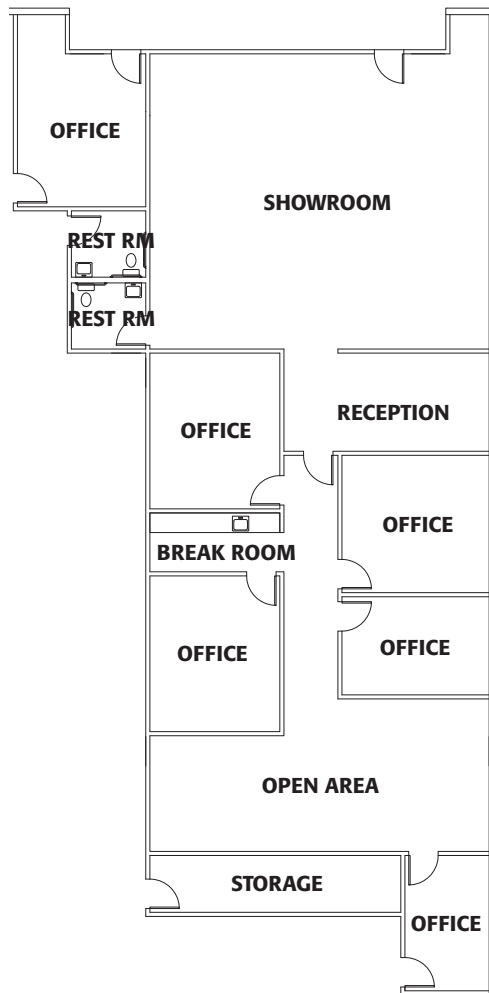 OFFICE
SHOWROOM
REST RM
REST RM
RECEPTION
OFFICE
OFFICE
BREAK ROOM
OFFICE
OFFICE
OPEN AREA
STORAGE
OFFICE